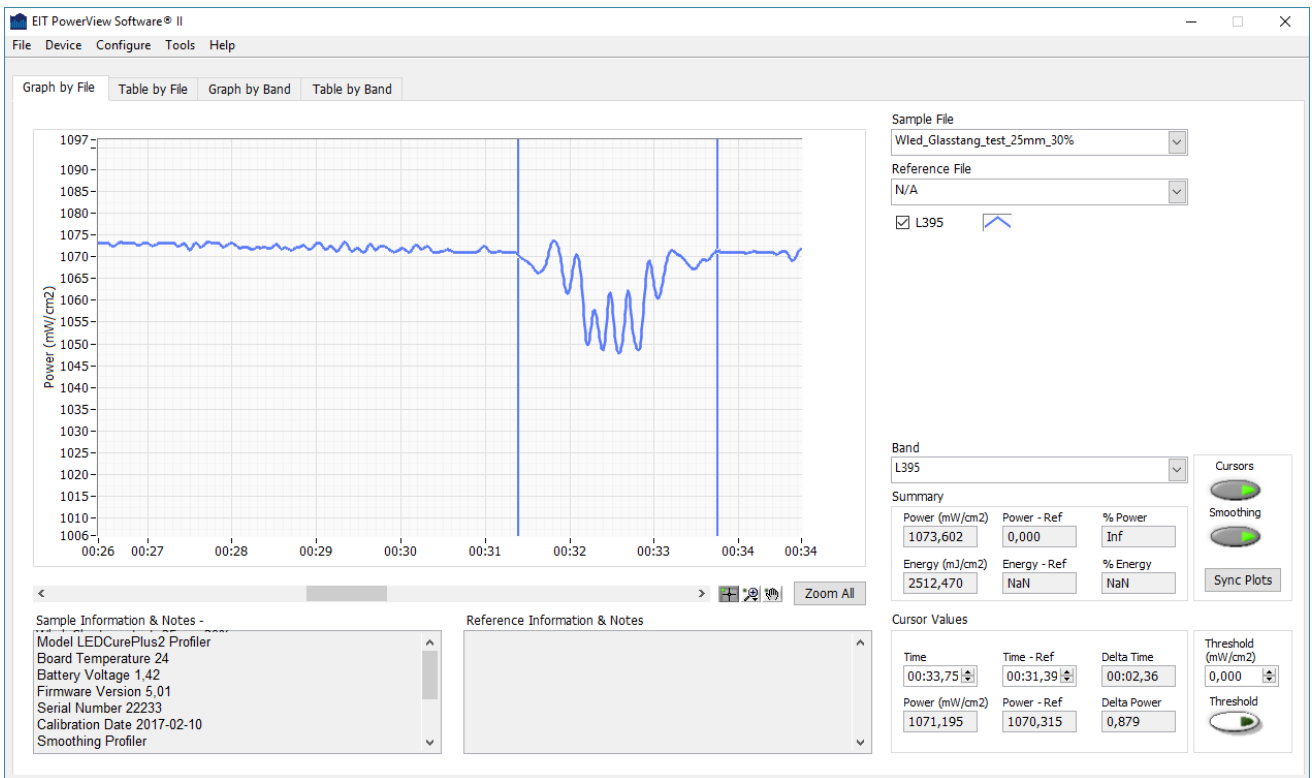 EIT PowerView Software® II
File Device Configure Tools Help
Graph by File Table by File Graph by Band Table by Band
Sample File
Wled_Glasstang_test_25mm_30%
Reference File
N/A
L395
1097
1090
1085
1080
1075
1070
1065
1060
1055
1050
1045
1040
1035
1030
1025
1020
1015
1010
1006
Power (mW/cm2)
00:26 00:27 00:28 00:29 00:30 00:31 00:32 00:33 00:34 00:34
Zoom All
Band
L395
Summary
Power (mW/cm2) Power - Ref % Power
1073,602 0,000 Inf
Energy (mJ/cm2) Energy - Ref % Energy
2512,470 NaN NaN
Cursors
Smoothing
Sync Plots
Sample Information & Notes -
Model LEDCurePlus2 Profiler
Board Temperature 24
Battery Voltage 1,42
Firmware Version 5,01
Serial Number 22233
Calibration Date 2017-02-10
Smoothing Profiler
Reference Information & Notes
Cursor Values
Time Time - Ref Delta Time
00:33,75 00:31,39 00:02,36
Power (mW/cm2) Power - Ref Delta Power
1071,195 1070,315 0,879
Threshold
(mW/cm2)
0,000
Threshold